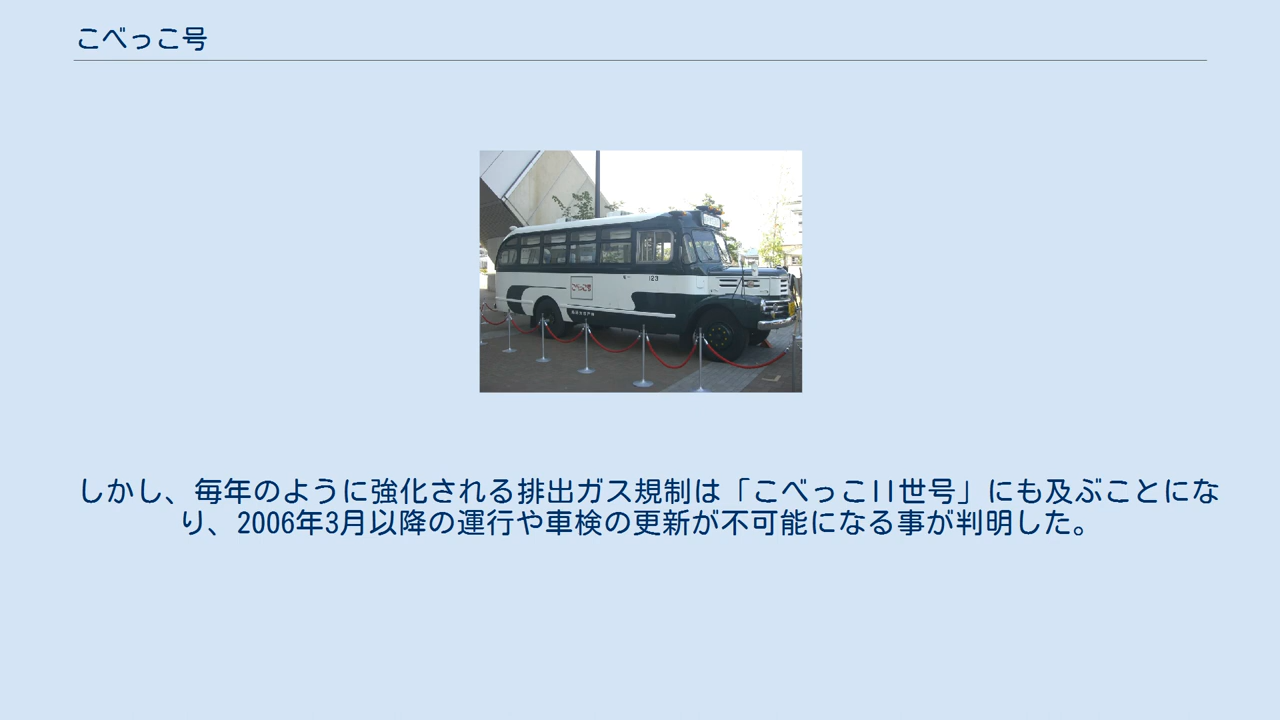 こべっこ号
123
しかし、毎年のように強化される排出ガス規制は「こべっこII世号」にも及ぶことにな
り、2006年3月以降の運行や車検の更新が不可能になる事が判明した。